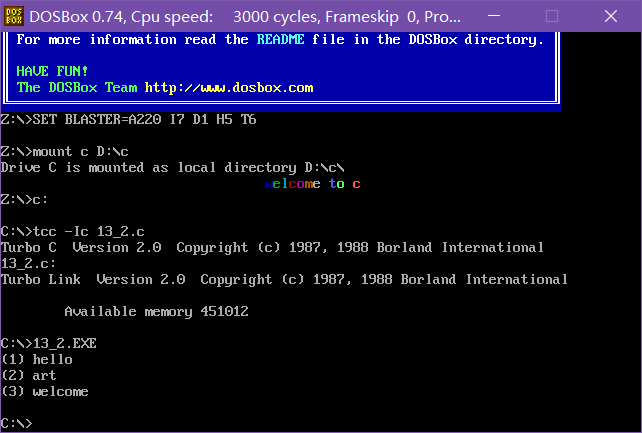 DOSBox 0.74, Cpu speed: 3000 cycles, Frameskip 0, Pro...
For more information read the README file in the DOSBox directory.
HAVE FUN!
The DOSBox Team http://www.dosbox.com
Z:\>SET BLASTER=A220 I7 D1 H5 T6
Z:\>mount c D:\c
Drive C is mounted as local directory D:\c\
welcome to c
Z:\>c:
C:\>tcc -Ic 13_2.c
Turbo C Version 2.0 Copyright (c) 1987, 1988 Borland International
13_2.c:
Turbo Link Version 2.0 Copyright (c) 1987, 1988 Borland International
Available memory 451012
C:\>13_2.EXE
(1) hello
(2) art
(3) welcome
C:\>